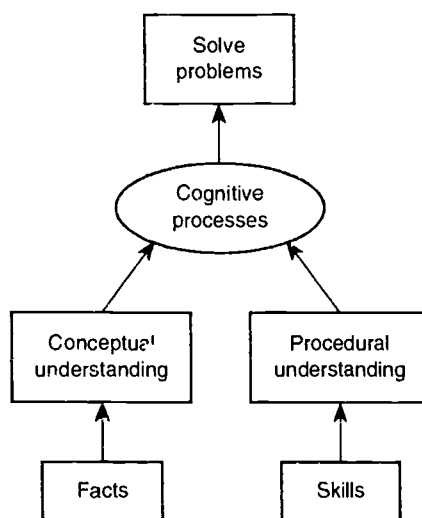 Solve
problems
Cognitive
processes
Conceptual
understanding
Procedural
understanding
Facts
Skills